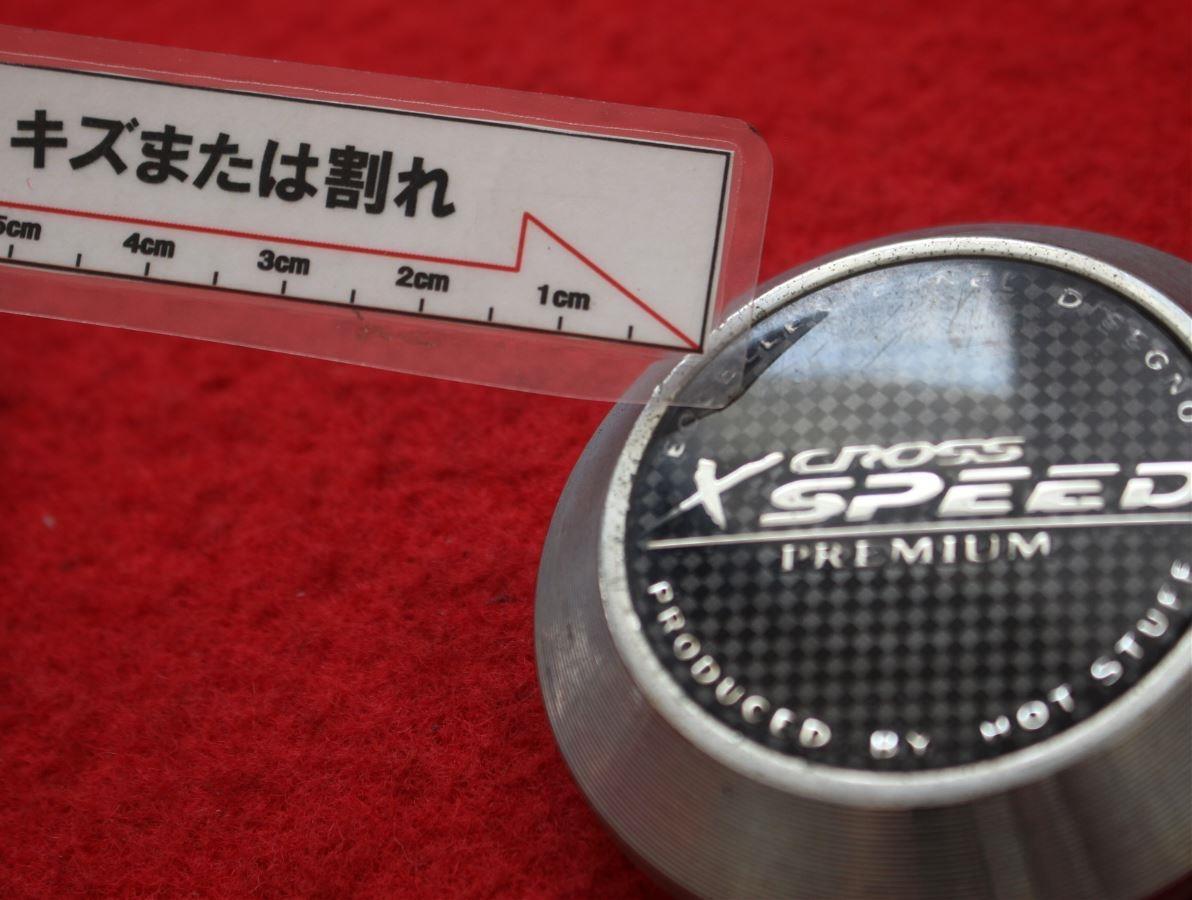 キズまたは割れ
5cm 4cm 3cm 2cm 1cm
DESIGN
CROSS
X SPEED
PREMIUM
PRODUCED BY HOT STUFF